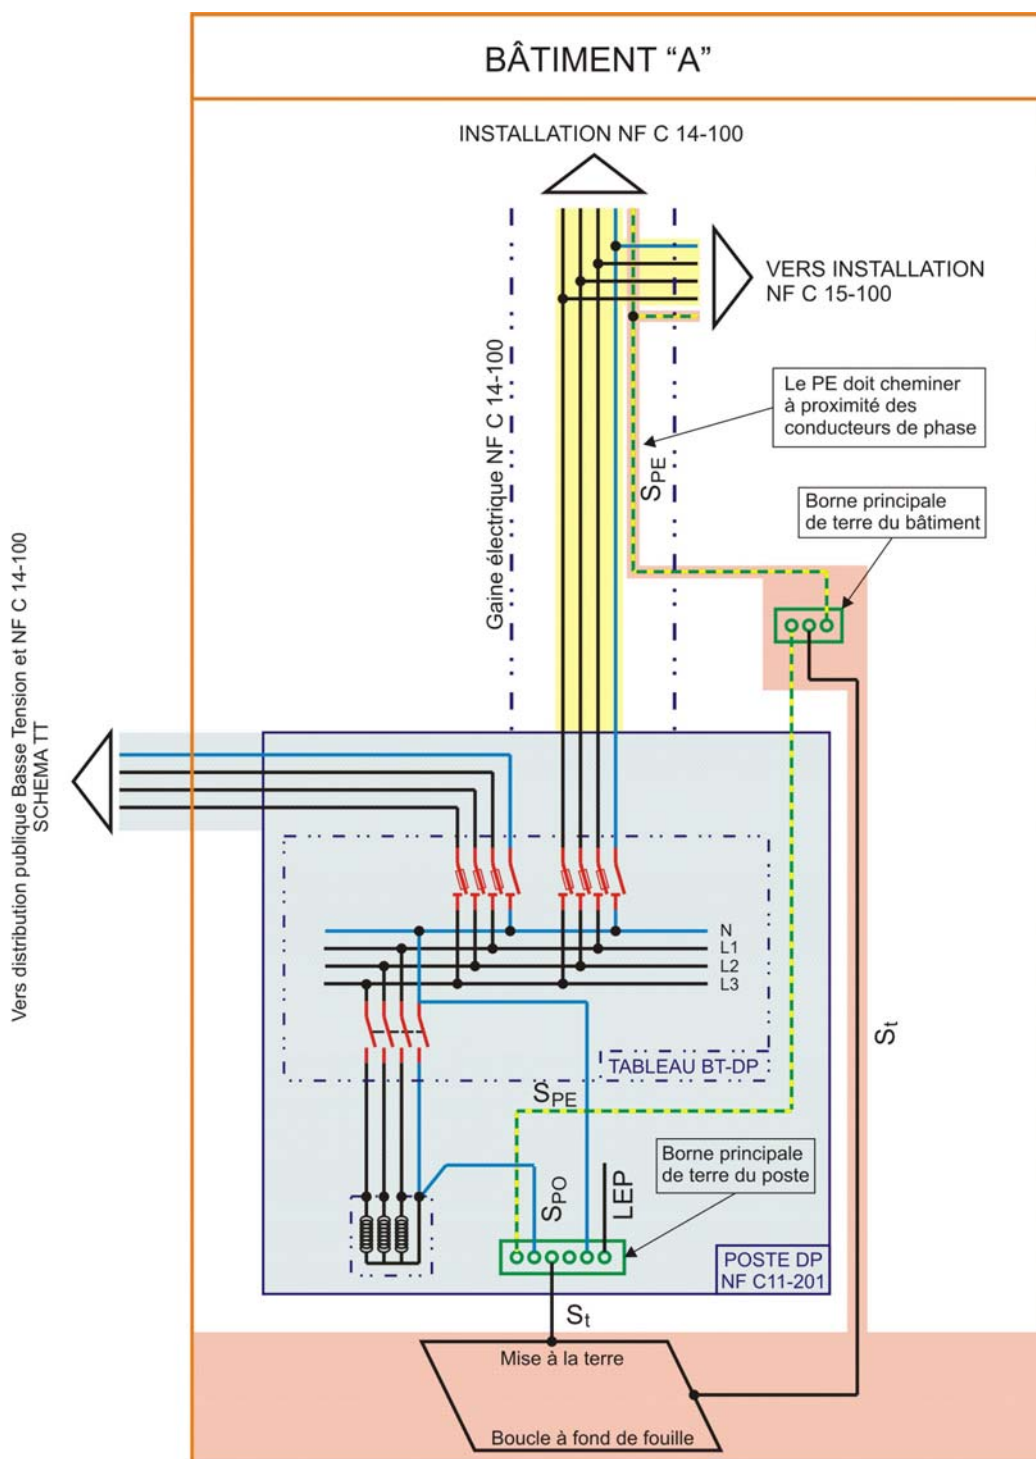 BÂTIMENT “A”
INSTALLATION NF C 14-100
VERS INSTALLATION
NF C 15-100
Gaine électrique NF C 14-100
Le PE doit cheminer
à proximité des
conducteurs de phase
SPE
Borne principale
de terre du bâtiment
Vers distribution publique Basse Tension et NF C 14-100
SCHEMA TT
N
L1
L2
L3
St
TABLEAU BT-DP
SPE
Borne principale
de terre du poste
SPO
LEP
POSTE DP
NF C11-201
St
Mise à la terre
Boucle à fond de fouille